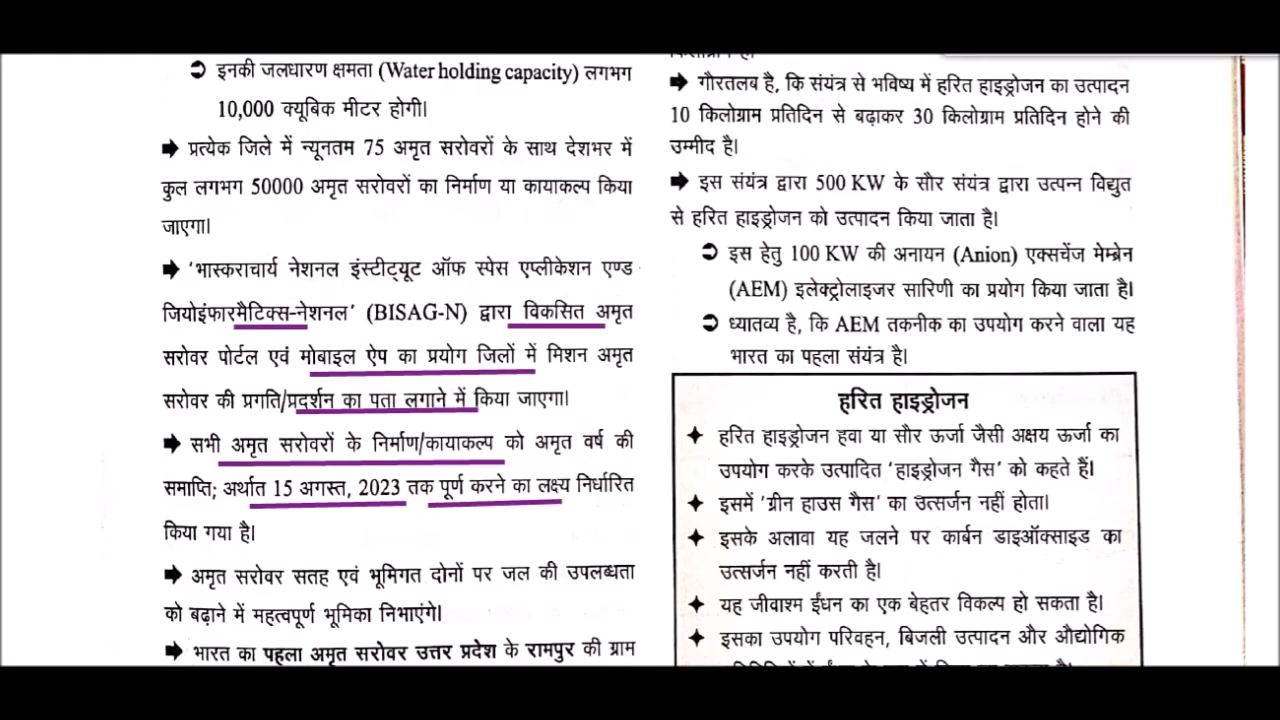 ➲ इनकी जलधारण क्षमता (Water holding capacity) लगभग
10,000 क्यूबिक मीटर होगी।
➡ प्रत्येक जिले में न्यूनतम 75 अमृत सरोवरों के साथ देशभर में
कुल लगभग 50000 अमृत सरोवरों का निर्माण या कायाकल्प किया
जाएगा।
➡ 'भास्कराचार्य नेशनल इंस्टीट्यूट ऑफ स्पेस एप्लीकेशन एण्ड
जियोइंफारमैटिक्स-नेशनल' (BISAG-N) द्वारा विकसित अमृत
सरोवर पोर्टल एवं मोबाइल ऐप का प्रयोग जिलों में मिशन अमृत
सरोवर की प्रगति/प्रदर्शन का पता लगाने में किया जाएगा।
➡ सभी अमृत सरोवरों के निर्माण/कायाकल्प को अमृत वर्ष की
समाप्ति; अर्थात 15 अगस्त, 2023 तक पूर्ण करने का लक्ष्य निर्धारित
किया गया है।
➡ अमृत सरोवर सतह एवं भूमिगत दोनों पर जल की उपलब्धता
को बढ़ाने में महत्वपूर्ण भूमिका निभाएंगे।
➡ भारत का पहला अमृत सरोवर उत्तर प्रदेश के रामपुर की ग्राम
➡ गौरतलब है, कि संयंत्र से भविष्य में हरित हाइड्रोजन का उत्पादन
10 किलोग्राम प्रतिदिन से बढ़ाकर 30 किलोग्राम प्रतिदिन होने की
उम्मीद है।
➡ इस संयंत्र द्वारा 500 KW के सौर संयंत्र द्वारा उत्पन्न विद्युत
से हरित हाइड्रोजन को उत्पादन किया जाता है।
➲ इस हेतु 100 KW की अनायन (Anion) एक्सचेंज मेम्ब्रेन
(AEM) इलेक्ट्रोलाइजर सारिणी का प्रयोग किया जाता है।
➲ ध्यातव्य है, कि AEM तकनीक का उपयोग करने वाला यह
भारत का पहला संयंत्र है।
हरित हाइड्रोजन
✦ हरित हाइड्रोजन हवा या सौर ऊर्जा जैसी अक्षय ऊर्जा का
उपयोग करके उत्पादित 'हाइड्रोजन गैस' को कहते हैं।
✦ इसमें 'ग्रीन हाउस गैस' का उत्सर्जन नहीं होता।
✦ इसके अलावा यह जलने पर कार्बन डाइऑक्साइड का
उत्सर्जन नहीं करती है।
✦ यह जीवाश्म ईंधन का एक बेहतर विकल्प हो सकता है।
✦ इसका उपयोग परिवहन, बिजली उत्पादन और औद्योगिक